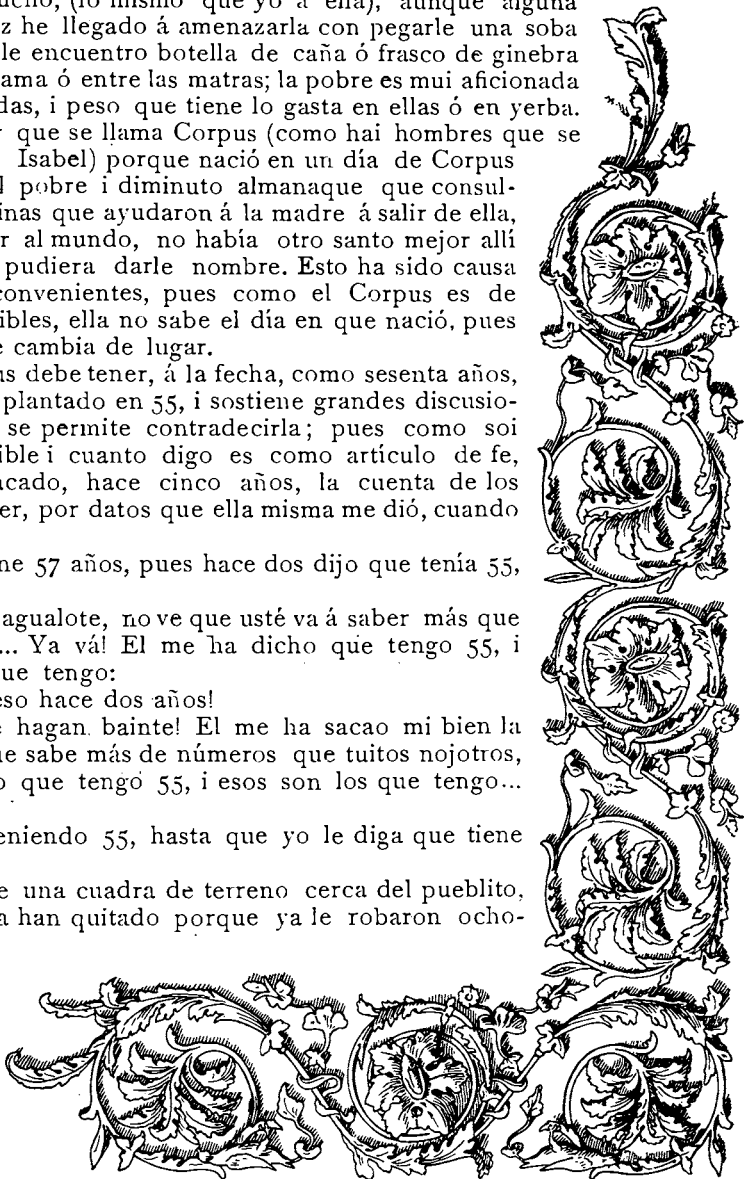 ucho, (lo mismo que yo á ella), aunque alguna
z he llegado á amenazarla con pegarle una soba
le encuentro botella de caña ó frasco de ginebra
ama ó entre las matras; la pobre es mui aficionada
das, i peso que tiene lo gasta en ellas ó en yerba.
que se llama Corpus (como hai hombres que se
Isabel) porque nació en un día de Corpus
l pobre i diminuto almanaque que consul-
inas que ayudaron á la madre á salir de ella,
r al mundo, no había otro santo mejor allí
pudiera darle nombre. Esto ha sido causa
convenientes, pues como el Corpus es de
ibles, ella no sabe el día en que nació, pues
e cambia de lugar.
us debe tener, á la fecha, como sesenta años,
plantado en 55, i sostiene grandes discusio-
se permite contradecirla; pues como soi
ible i cuanto digo es como artículo de fe,
acado, hace cinco años, la cuenta de los
er, por datos que ella misma me dió, cuando
ne 57 años, pues hace dos dijo que tenía 55,
agualote, no ve que usté va á saber más que
... Ya vá! El me ha dicho que tengo 55, i
ue tengo:
eso hace dos años!
e hagan bainte! El me ha sacao mi bien la
ue sabe más de números que tuitos nojotros,
o que tengo 55, i esos son los que tengo...
eniendo 55, hasta que yo le diga que tiene
e una cuadra de terreno cerca del pueblito,
a han quitado porque ya le robaron ocho-